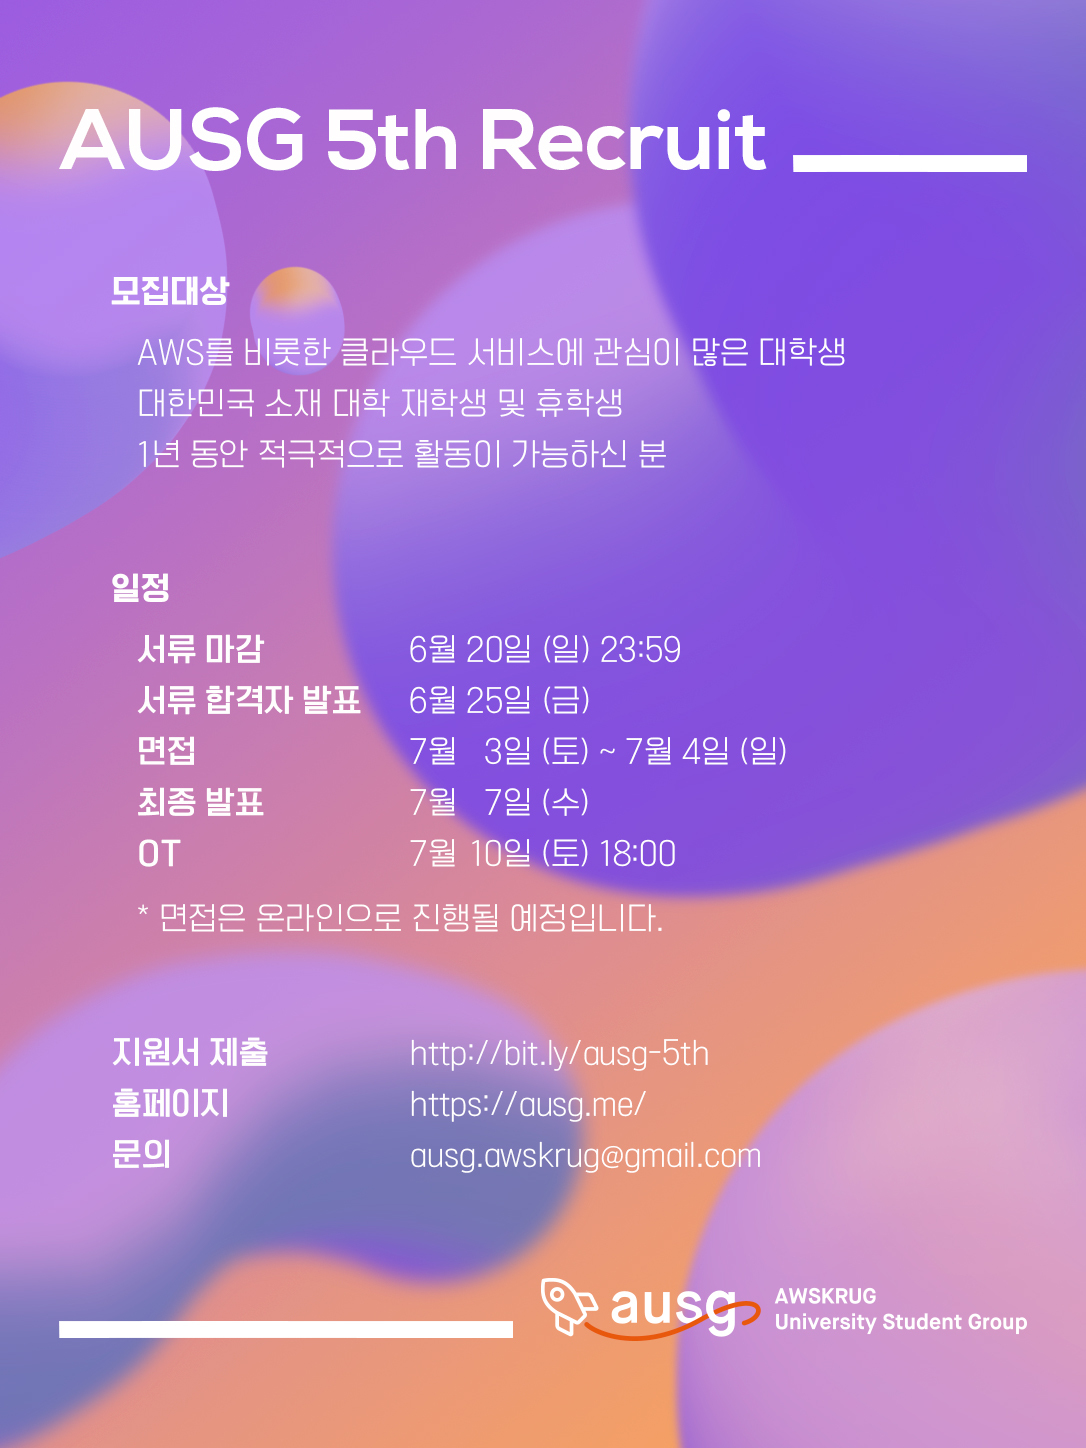 AUSG 5th Recruit
모집대상
AWS를 비롯한 클라우드 서비스에 관심이 많은 대학생
대한민국 소재 대학 재학생 및 휴학생
1년 동안 적극적으로 활동이 가능하신 분
일정
서류 마감 6월 20일 (일) 23:59
서류 합격자 발표 6월 25일 (금)
면접 7월 3일 (토) ~ 7월 4일 (일)
최종 발표 7월 7일 (수)
OT 7월 10일 (토) 18:00
* 면접은 온라인으로 진행될 예정입니다.
지원서 제출 http://bit.ly/ausg-5th
홈페이지 https://ausg.me/
문의 ausg.awskrug@gmail.com
ausg
AWSKRUG
University Student Group